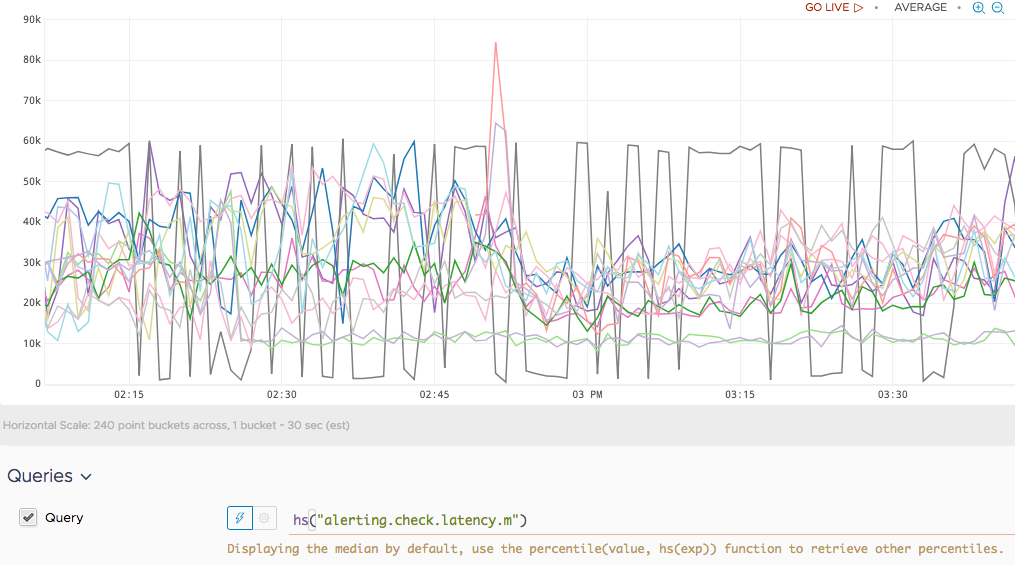 GO LIVE ▷ • AVERAGE •
90k
80k
70k
60k
50k
40k
30k
20k
10k
0
02:15 02:30 02:45 03 PM 03:15 03:30
Horizontal Scale: 240 point buckets across, 1 bucket ~ 30 sec (est)
Queries
Query hs("alerting.check.latency.m")
Displaying the median by default, use the percentile(value, hs(exp)) function to retrieve other percentiles.